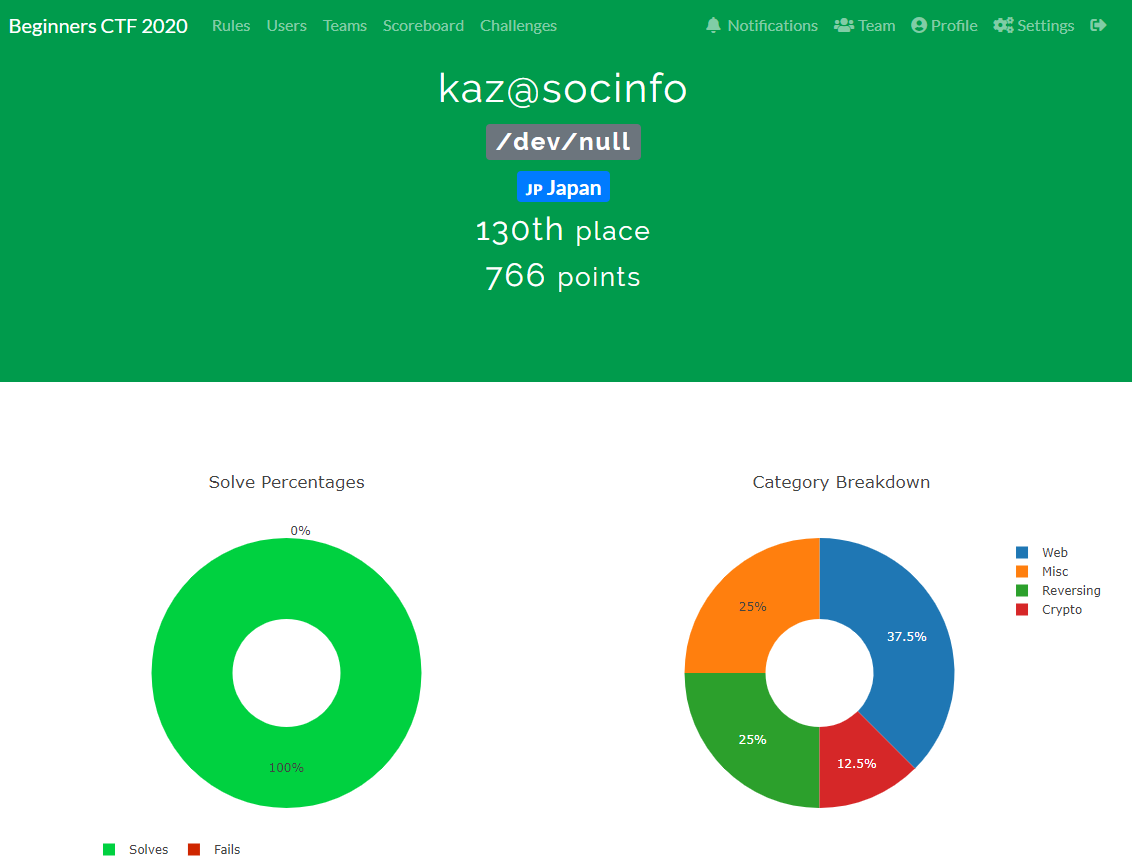 Beginners CTF 2020 Rules Users Teams Scoreboard Challenges Notifications Team Profile Settings
kaz@socinfo
/dev/null
JP Japan
130th place
766 points
Solve Percentages
0%
100%
Solves Fails
Category Breakdown
25%
37.5%
25%
12.5%
Web
Misc
Reversing
Crypto